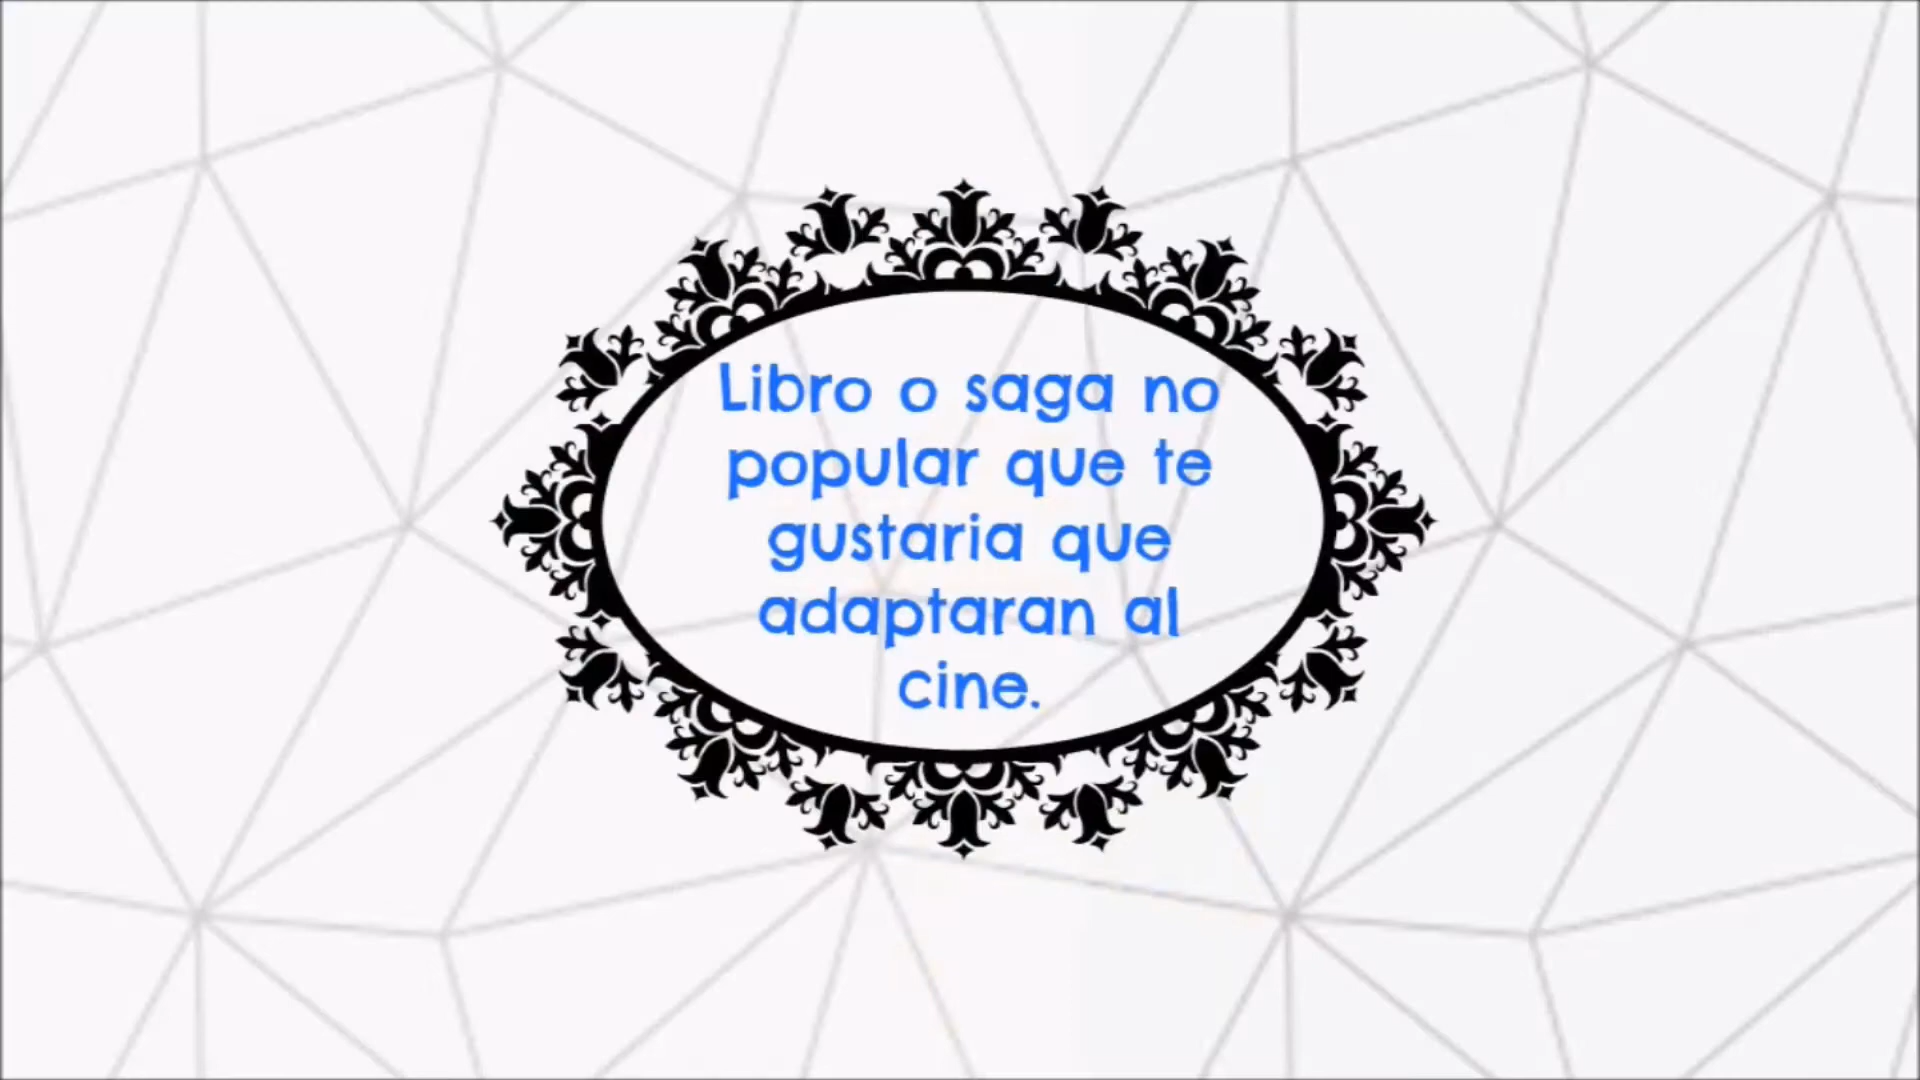 Libro o saga no
popular que te
gustaria que
adaptaran al
cine.